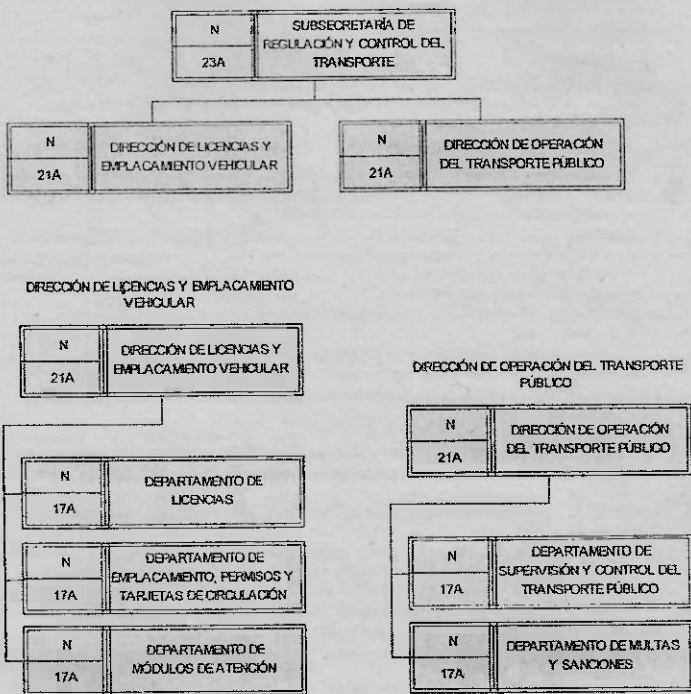 N
23A
SUBSECRETARÍA DE
REGULACIÓN Y CONTROL DEL
TRANSPORTE
N
21A
DIRECCIÓN DE LICENCIAS Y
EMPLACAMIENTO VEHICULAR
N
21A
DIRECCIÓN DE OPERACIÓN
DEL TRANSPORTE PÚBLICO
DIRECCIÓN DE LICENCIAS Y EMPLACAMIENTO
VEHICULAR
N
21A
DIRECCIÓN DE LICENCIAS Y
EMPLACAMIENTO VEHICULAR
N
17A
DEPARTAMENTO DE
LICENCIAS
N
17A
DEPARTAMENTO DE
EMPLACAMIENTO, PERMISOS Y
TARJETAS DE CIRCULACIÓN
N
17A
DEPARTAMENTO DE
MÓDULOS DE ATENCIÓN
DIRECCIÓN DE OPERACIÓN DEL TRANSPORTE
PÚBLICO
N
21A
DIRECCIÓN DE OPERACIÓN
DEL TRANSPORTE PÚBLICO
N
17A
DEPARTAMENTO DE
SUPERVISIÓN Y CONTROL DEL
TRANSPORTE PÚBLICO
N
17A
DEPARTAMENTO DE MULTAS
Y SANCIONES